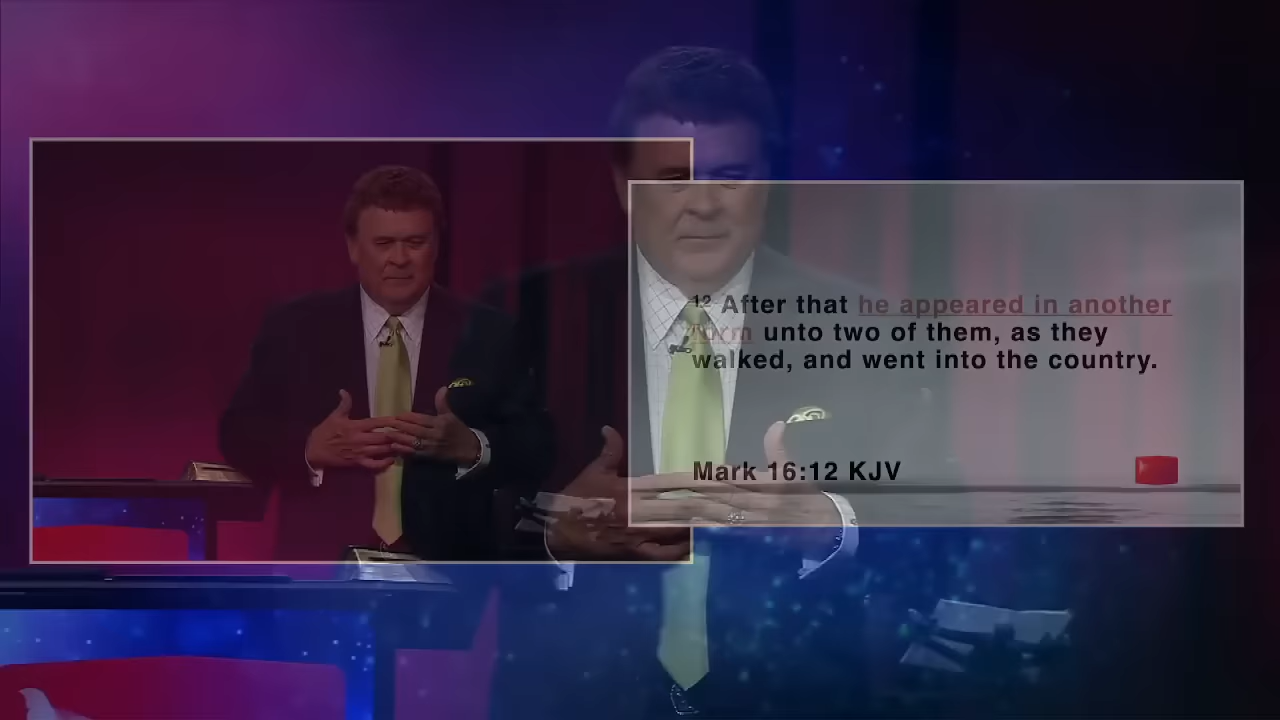 12 After that he appeared in another
form unto two of them, as they
walked, and went into the country.
Mark 16:12 KJV